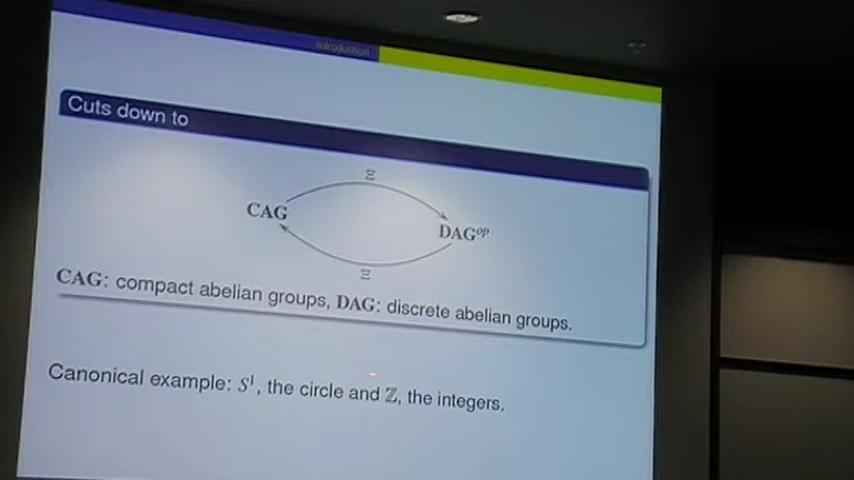 Introduction
Cuts down to
Ξ
CAG
DAG^op
Ξ
CAG: compact abelian groups, DAG: discrete abelian groups.
Canonical example: S¹, the circle and ℤ, the integers.